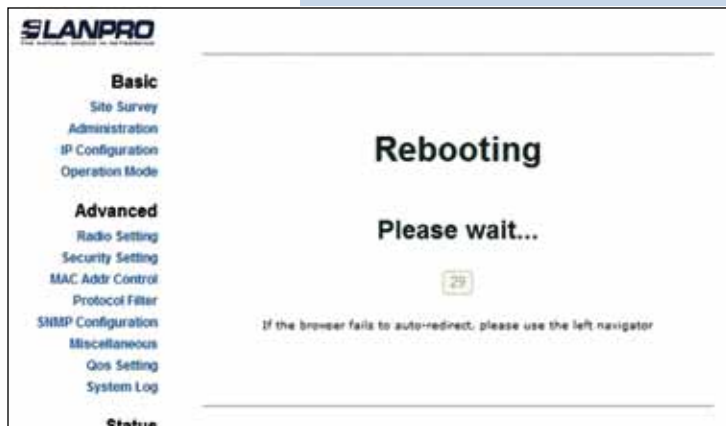 LANPRO
THE NATURAL CHOICE IN NETWORKING
Basic
Site Survey
Administration
IP Configuration
Operation Mode
Advanced
Radio Setting
Security Setting
MAC Addr Control
Protocol Filter
SNMP Configuration
Miscellaneous
Qos Setting
System Log
Status
Rebooting
Please wait...
29
If the browser fails to auto-redirect, please use the left navigator